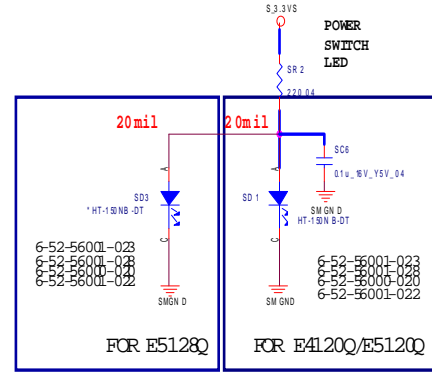 S_3.3VS
POWER
SWITCH
LED
SR2
220_04
20mil
20mil
SC6
0.1u_16V_Y5V_04
A
A
SD3
*HT-150NB-DT
SD1
HT-150NB-DT
SMGND
C
C
6-52-56001-023
6-52-56001-028
6-52-56000-020
6-52-56001-022
6-52-56001-023
6-52-56001-028
6-52-56000-020
6-52-56001-022
SMGND
SMGND
FOR E5128Q
FOR E4120Q/E5120Q